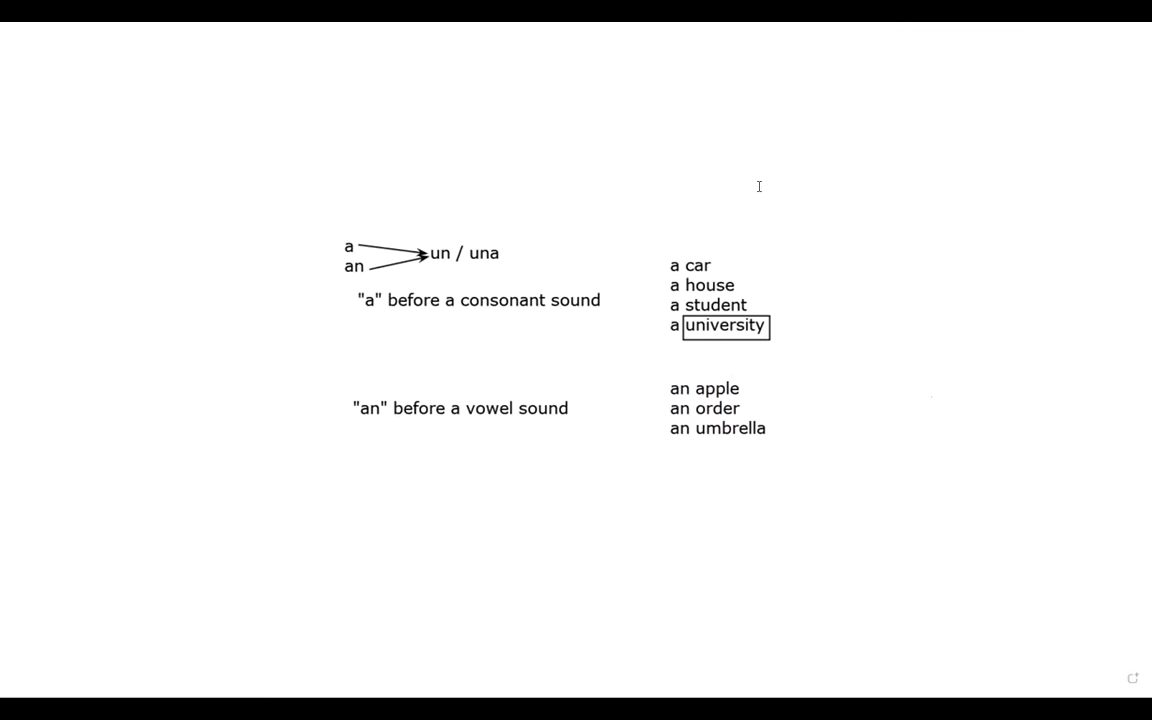 a
an
un / una
"a" before a consonant sound
a car
a house
a student
a university
"an" before a vowel sound
an apple
an order
an umbrella